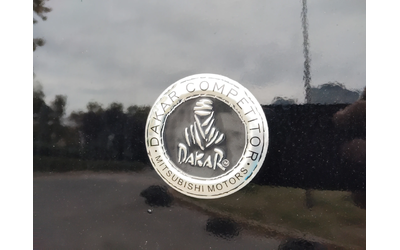 DAKAR COMPETITOR
DAKAR®
• MITSUBISHI MOTORS •